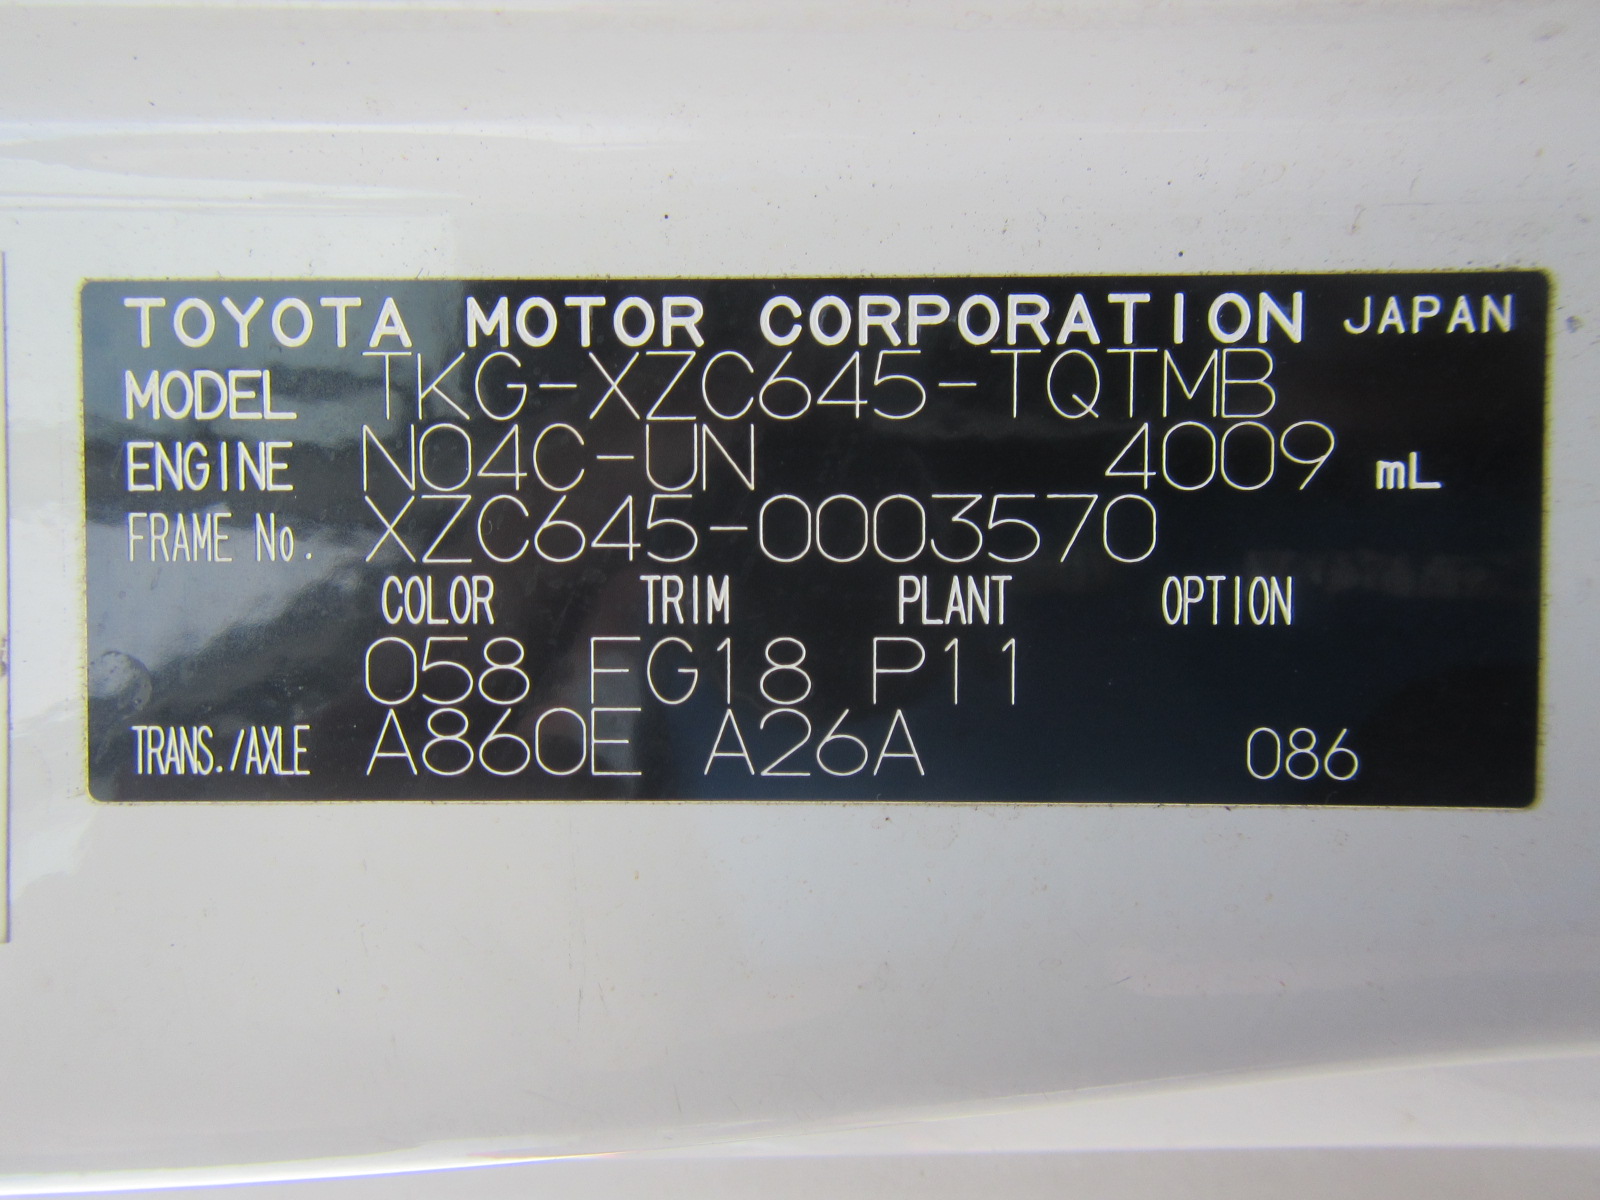 TOYOTA MOTOR CORPORATION JAPAN
MODEL TKG-XZC645-TQTMB
ENGINE N04C-UN 4009 mL
FRAME No. XZC645-0003570
COLOR TRIM PLANT OPTION
058 FG18 P11
TRANS./AXLE A860E A26A 086